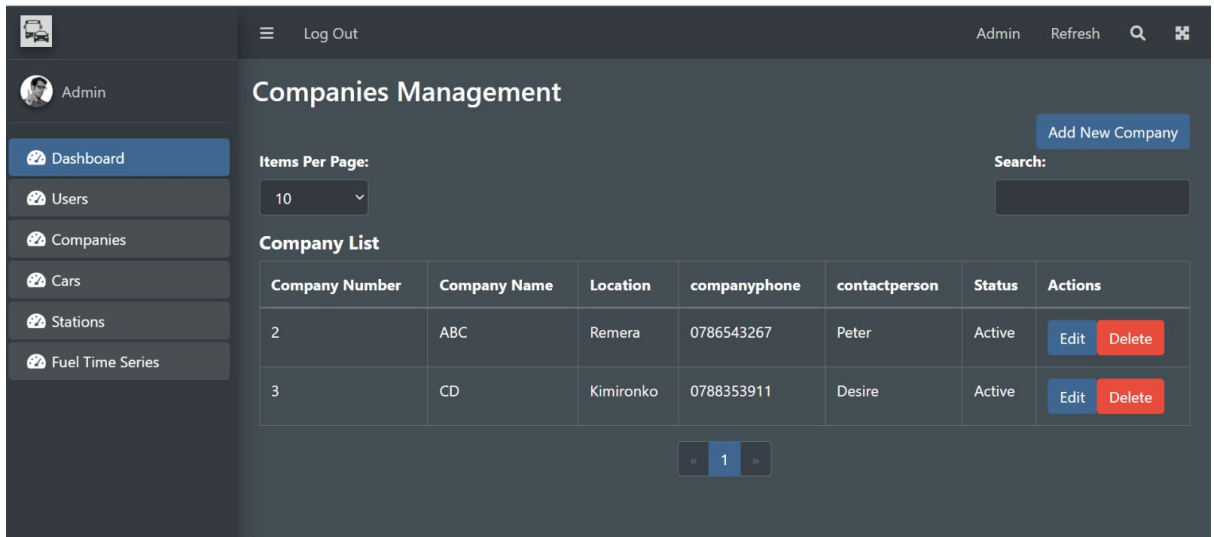 Log Out Admin Refresh
Admin
Companies Management
Add New Company
Dashboard
Users
Companies
Cars
Stations
Fuel Time Series
Items Per Page: Search:
10
Company List
Company Number Company Name Location companyphone contactperson Status Actions
2 ABC Remera 0786543267 Peter Active Edit Delete
3 CD Kimironko 0788353911 Desire Active Edit Delete
« 1 »